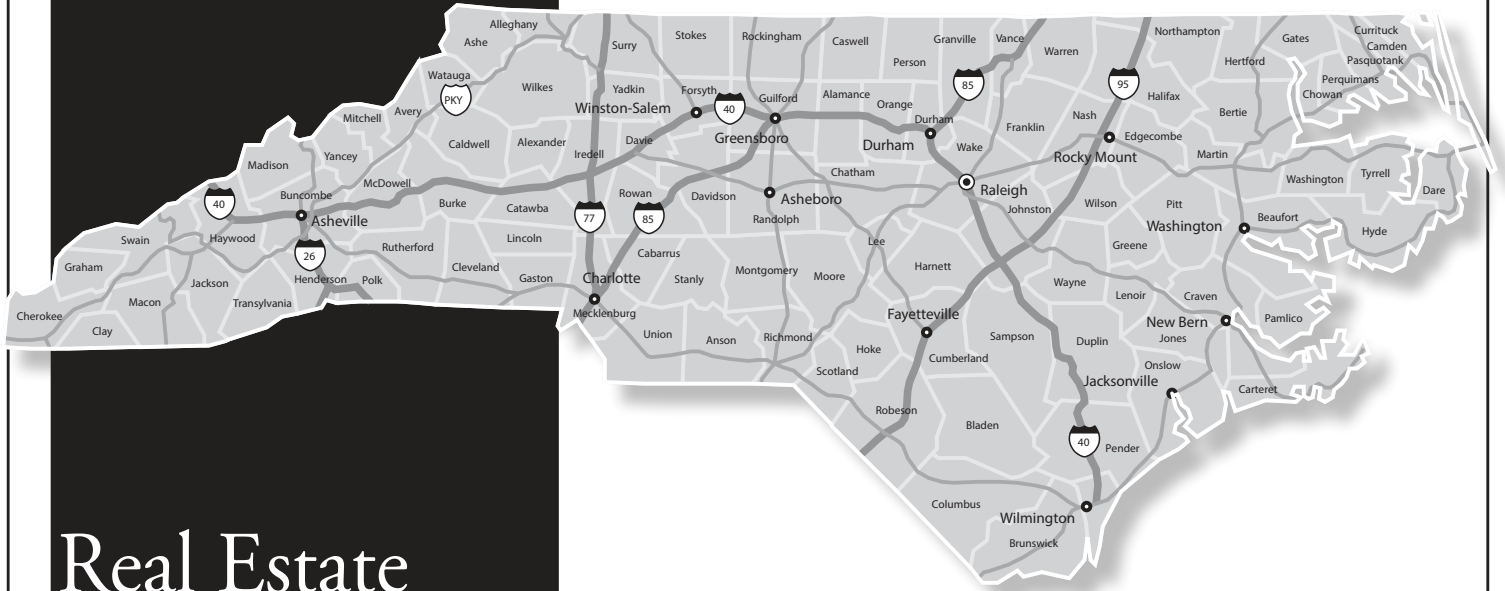 Alleghany
Ashe
Surry
Stokes
Rockingham
Caswell
Person
Granville
Vance
Warren
Northampton
Gates
Currituck
Camden
Pasquotank
Hertford
Perquimans
Chowan
Watauga
PKY
Wilkes
Yadkin
Forsyth
Winston-Salem
40
Guilford
Greensboro
Alamance
Orange
85
Durham
Durham
Franklin
Nash
95
Halifax
Bertie
Avery
Mitchell
Caldwell
Alexander
Iredell
Davie
Wake
Rocky Mount
Edgecombe
Martin
Madison
Yancey
McDowell
Buncombe
Burke
Catawba
Rowan
Davidson
Asheboro
Randolph
Chatham
Raleigh
Johnston
Wilson
Pitt
Washington
Tyrrell
Dare
40
Asheville
77
85
Washington
Beaufort
Hyde
Swain
Haywood
26
Rutherford
Lincoln
Cabarrus
Lee
Greene
Graham
Jackson
Henderson
Polk
Cleveland
Gaston
Charlotte
Stanly
Montgomery
Moore
Harnett
Wayne
Lenoir
Craven
Cherokee
Macon
Transylvania
Clay
Mecklenburg
Union
Anson
Richmond
Hoke
Scotland
Fayetteville
Cumberland
Sampson
Duplin
New Bern
Jones
Pamlico
Onslow
Jacksonville
Carteret
Robeson
Bladen
40
Pender
Columbus
Wilmington
Brunswick
Real Estate